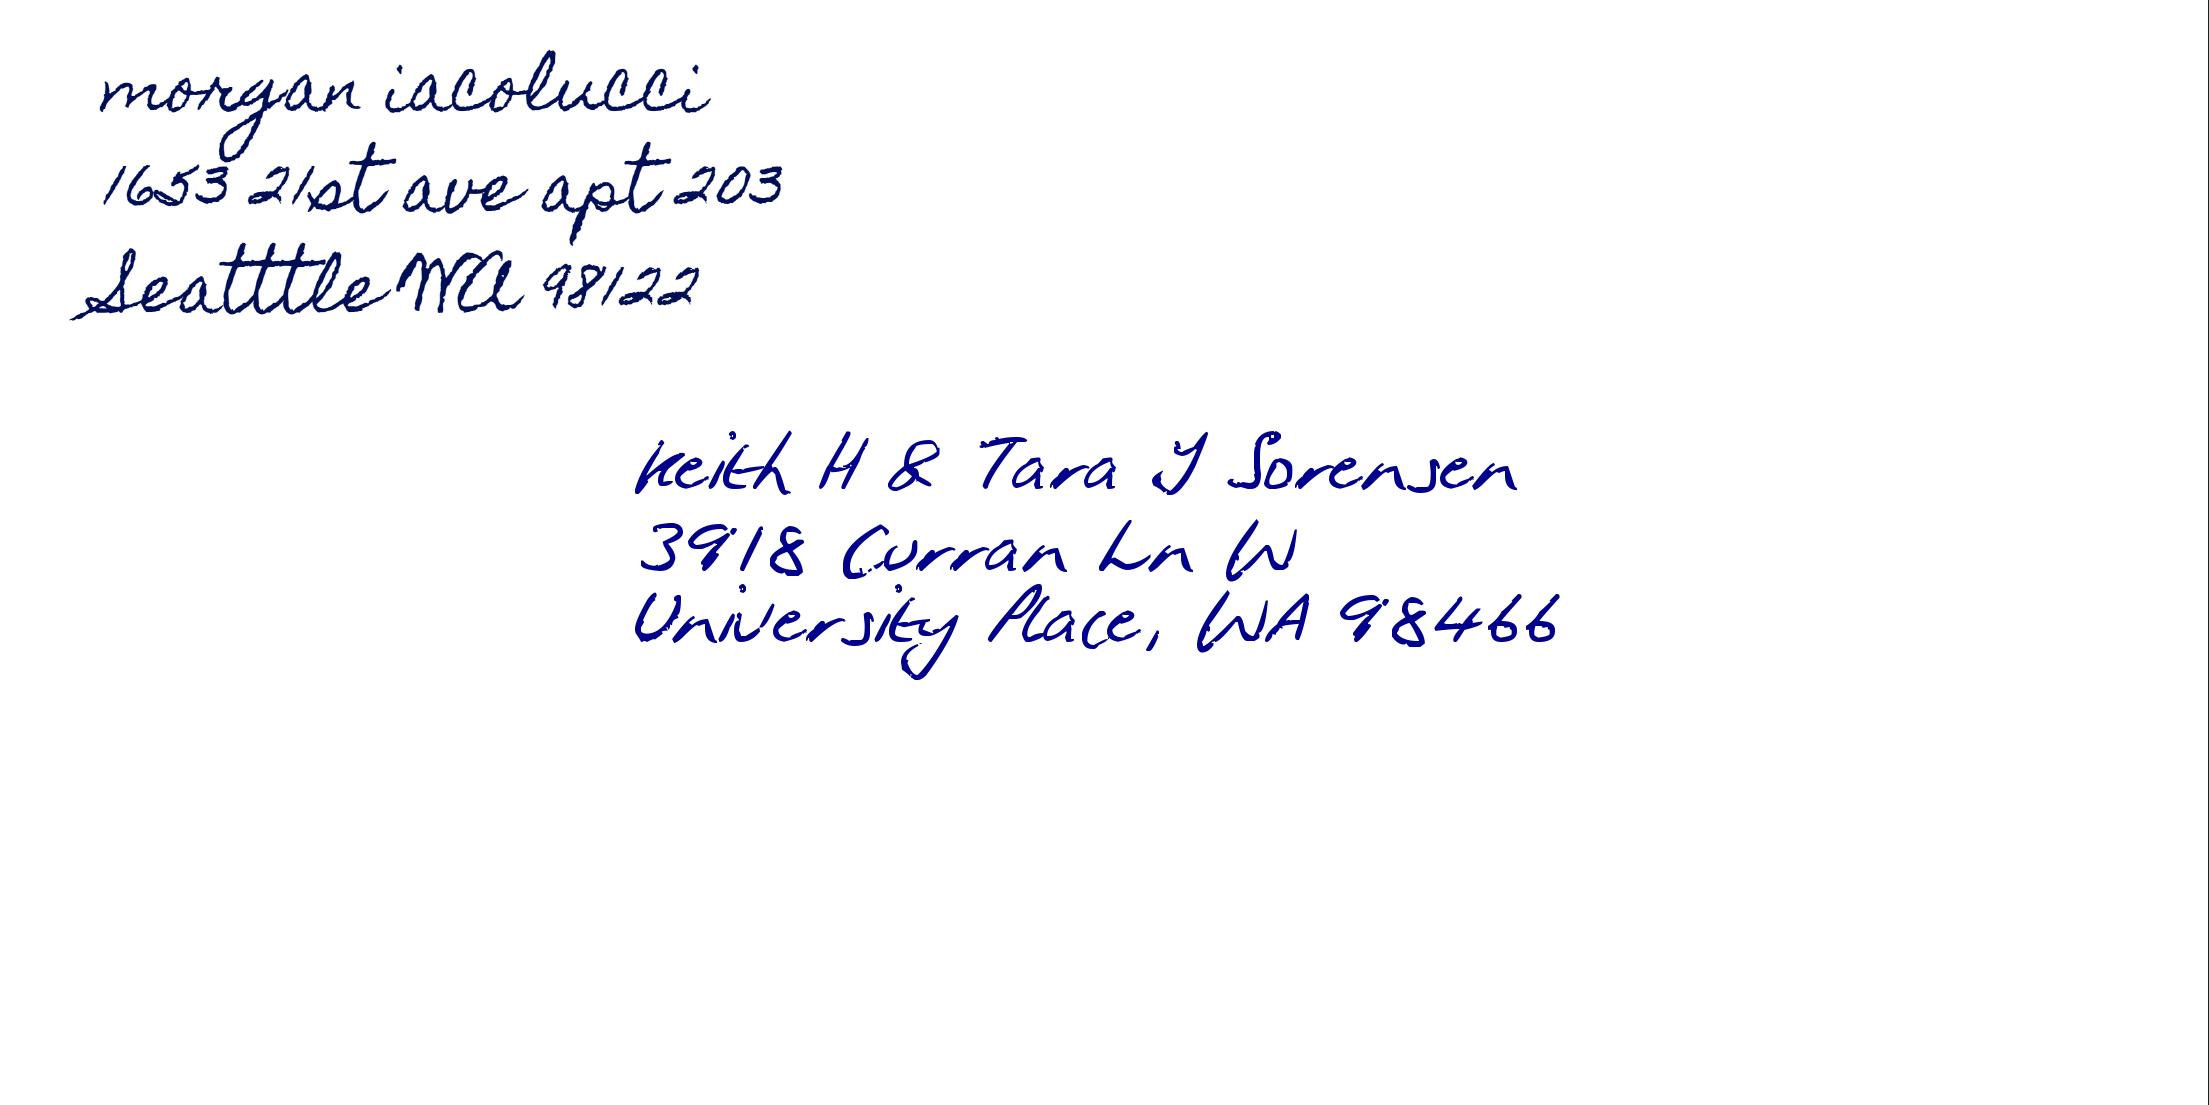 morgan iacolucci
1653 21st ave apt 203
Seatttle WA 98122
Keith H & Tara Y Sorensen
3918 Curran Ln W
University Place, WA 98466